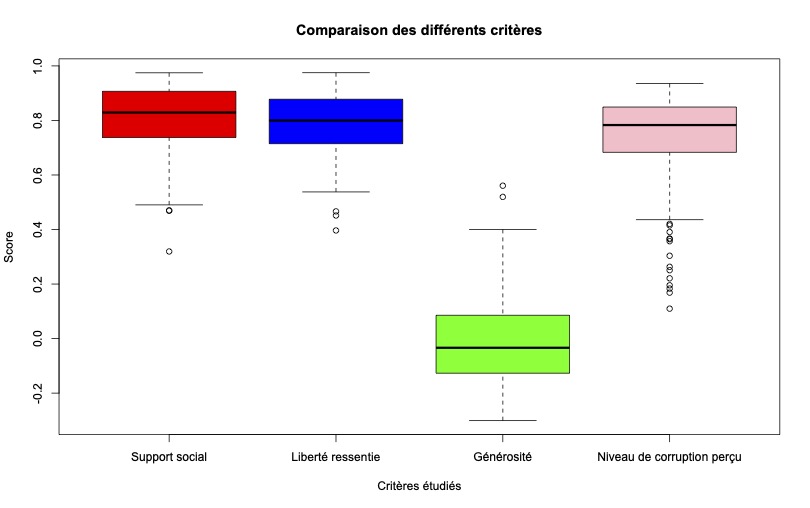 Comparaison des différents critères
Score
1.0
0.8
0.6
0.4
0.2
0.0
-0.2
Support social
Liberté ressentie
Générosité
Niveau de corruption perçu
Critères étudiés